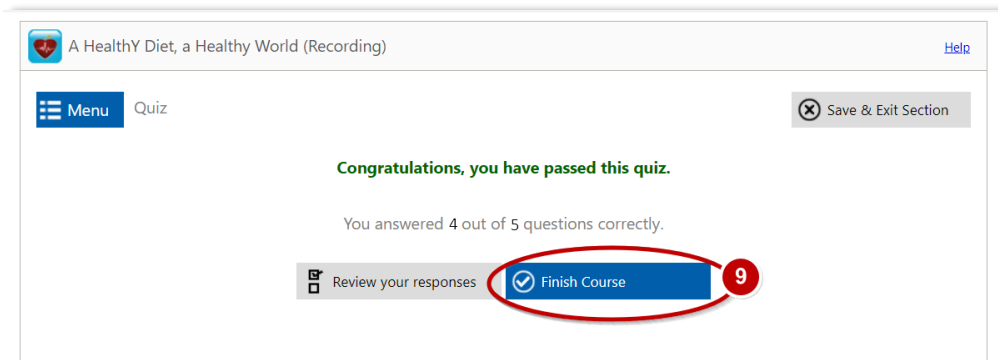 A HealthY Diet, a Healthy World (Recording)
Help
Menu
Quiz
Save & Exit Section
Congratulations, you have passed this quiz.
You answered 4 out of 5 questions correctly.
Review your responses
Finish Course
9